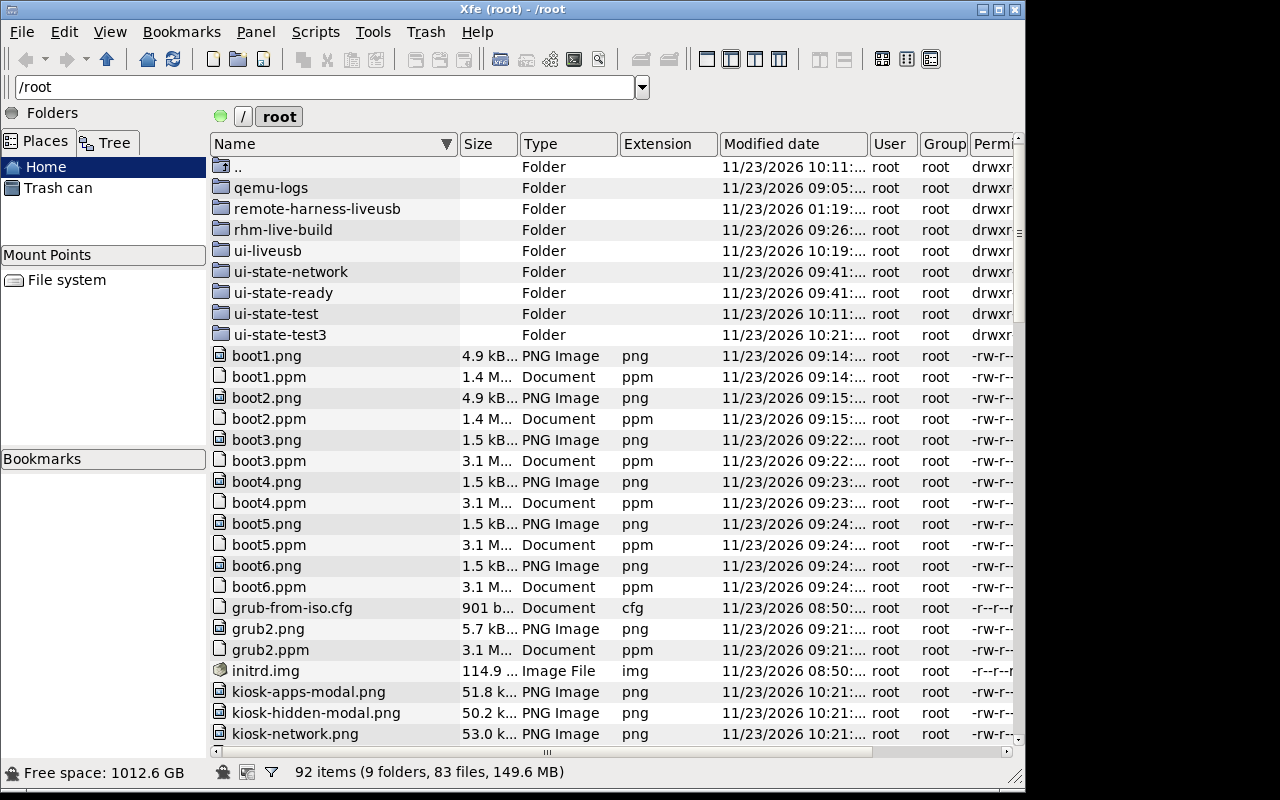 Xfe (root) - /root
File Edit View Bookmarks Panel Scripts Tools Trash Help
/root
Folders
/ root
Places Tree
Name Size Type Extension Modified date User Group Permi
Home
Trash can
Mount Points
File system
Bookmarks
.. Folder 11/23/2026 10:11:... root root drwxr
qemu-logs Folder 11/23/2026 09:05:... root root drwxr
remote-harness-liveusb Folder 11/23/2026 01:19:... root root drwxr
rhm-live-build Folder 11/23/2026 09:26:... root root drwxr
ui-liveusb Folder 11/23/2026 10:19:... root root drwxr
ui-state-network Folder 11/23/2026 09:41:... root root drwxr
ui-state-ready Folder 11/23/2026 09:41:... root root drwxr
ui-state-test Folder 11/23/2026 10:11:... root root drwxr
ui-state-test3 Folder 11/23/2026 10:21:... root root drwxr
boot1.png 4.9 kB... PNG Image png 11/23/2026 09:14:... root root -rw-r--
boot1.ppm 1.4 M... Document ppm 11/23/2026 09:14:... root root -rw-r--
boot2.png 4.9 kB... PNG Image png 11/23/2026 09:15:... root root -rw-r--
boot2.ppm 1.4 M... Document ppm 11/23/2026 09:15:... root root -rw-r--
boot3.png 1.5 kB... PNG Image png 11/23/2026 09:22:... root root -rw-r--
boot3.ppm 3.1 M... Document ppm 11/23/2026 09:22:... root root -rw-r--
boot4.png 1.5 kB... PNG Image png 11/23/2026 09:23:... root root -rw-r--
boot4.ppm 3.1 M... Document ppm 11/23/2026 09:23:... root root -rw-r--
boot5.png 1.5 kB... PNG Image png 11/23/2026 09:24:... root root -rw-r--
boot5.ppm 3.1 M... Document ppm 11/23/2026 09:24:... root root -rw-r--
boot6.png 1.5 kB... PNG Image png 11/23/2026 09:24:... root root -rw-r--
boot6.ppm 3.1 M... Document ppm 11/23/2026 09:24:... root root -rw-r--
grub-from-iso.cfg 901 b... Document cfg 11/23/2026 08:50:... root root -r--r--r
grub2.png 5.7 kB... PNG Image png 11/23/2026 09:21:... root root -rw-r--
grub2.ppm 3.1 M... Document ppm 11/23/2026 09:21:... root root -rw-r--
initrd.img 114.9 ... Image File img 11/23/2026 08:50:... root root -r--r--r
kiosk-apps-modal.png 51.8 k... PNG Image png 11/23/2026 10:21:... root root -rw-r--
kiosk-hidden-modal.png 50.2 k... PNG Image png 11/23/2026 10:21:... root root -rw-r--
kiosk-network.png 53.0 k... PNG Image png 11/23/2026 10:21:... root root -rw-r--
Free space: 1012.6 GB
92 items (9 folders, 83 files, 149.6 MB)